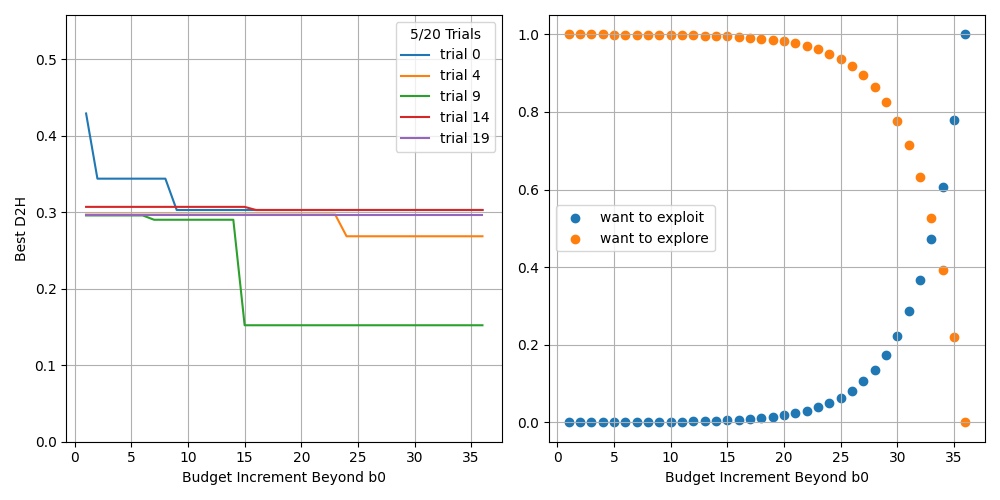 5/20 Trials
trial 0
trial 4
trial 9
trial 14
trial 19
Best D2H
0.5
0.4
0.3
0.2
0.1
0.0
0 5 10 15 20 25 30 35
Budget Increment Beyond b0
1.0
0.8
0.6
0.4
0.2
0.0
want to exploit
want to explore
0 5 10 15 20 25 30 35
Budget Increment Beyond b0